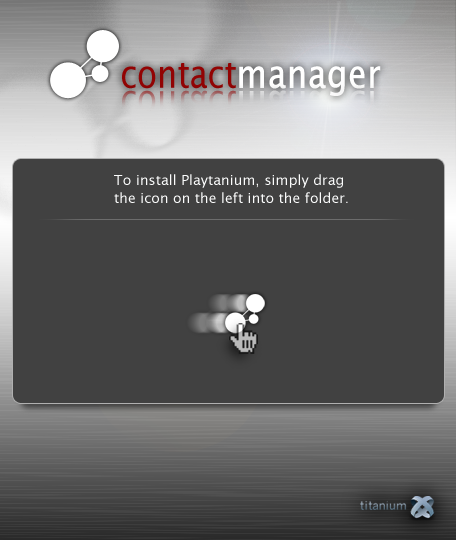 contactmanager
To install Playtanium, simply drag
the icon on the left into the folder.
titanium